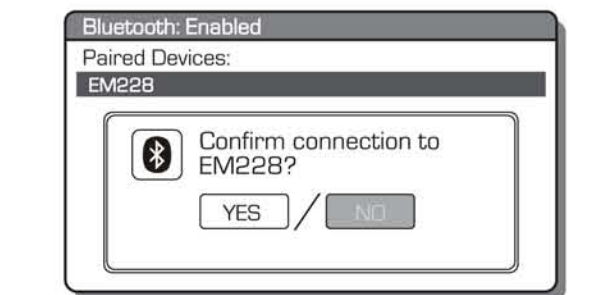 Bluetooth: Enabled
Paired Devices:
EM228
Confirm connection to
EM228?
YES / NO